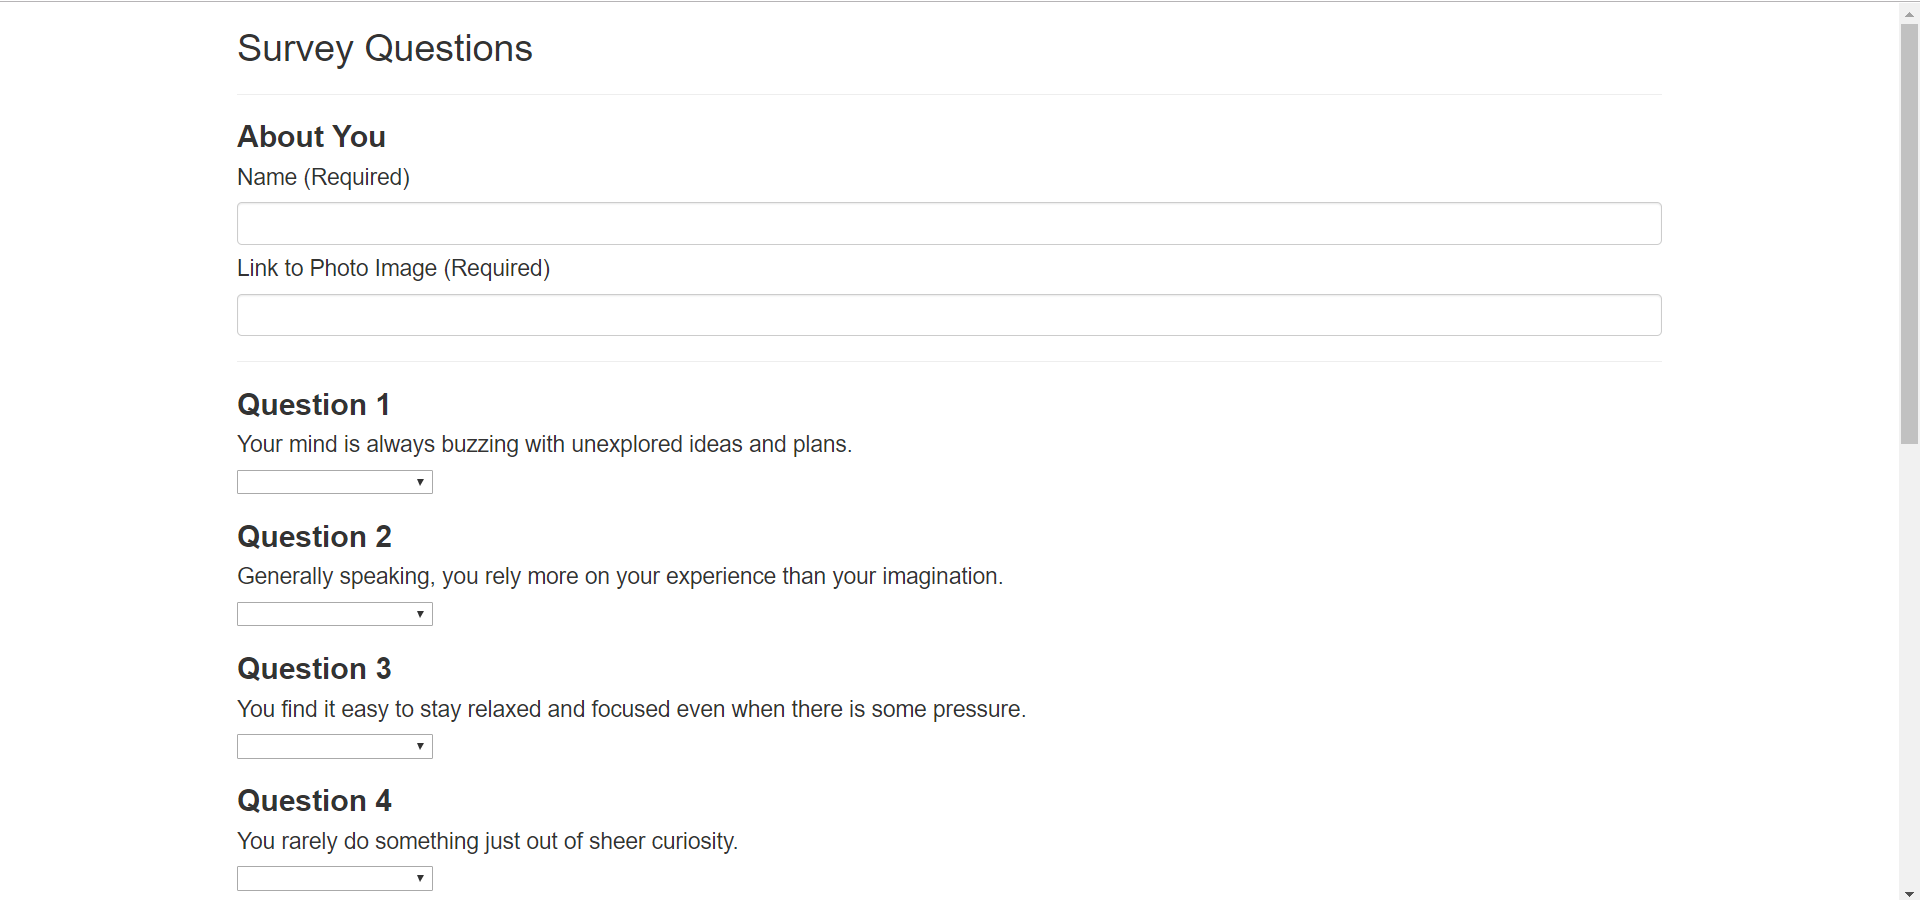 Survey Questions
About You
Name (Required)
Link to Photo Image (Required)
Question 1
Your mind is always buzzing with unexplored ideas and plans.
Question 2
Generally speaking, you rely more on your experience than your imagination.
Question 3
You find it easy to stay relaxed and focused even when there is some pressure.
Question 4
You rarely do something just out of sheer curiosity.